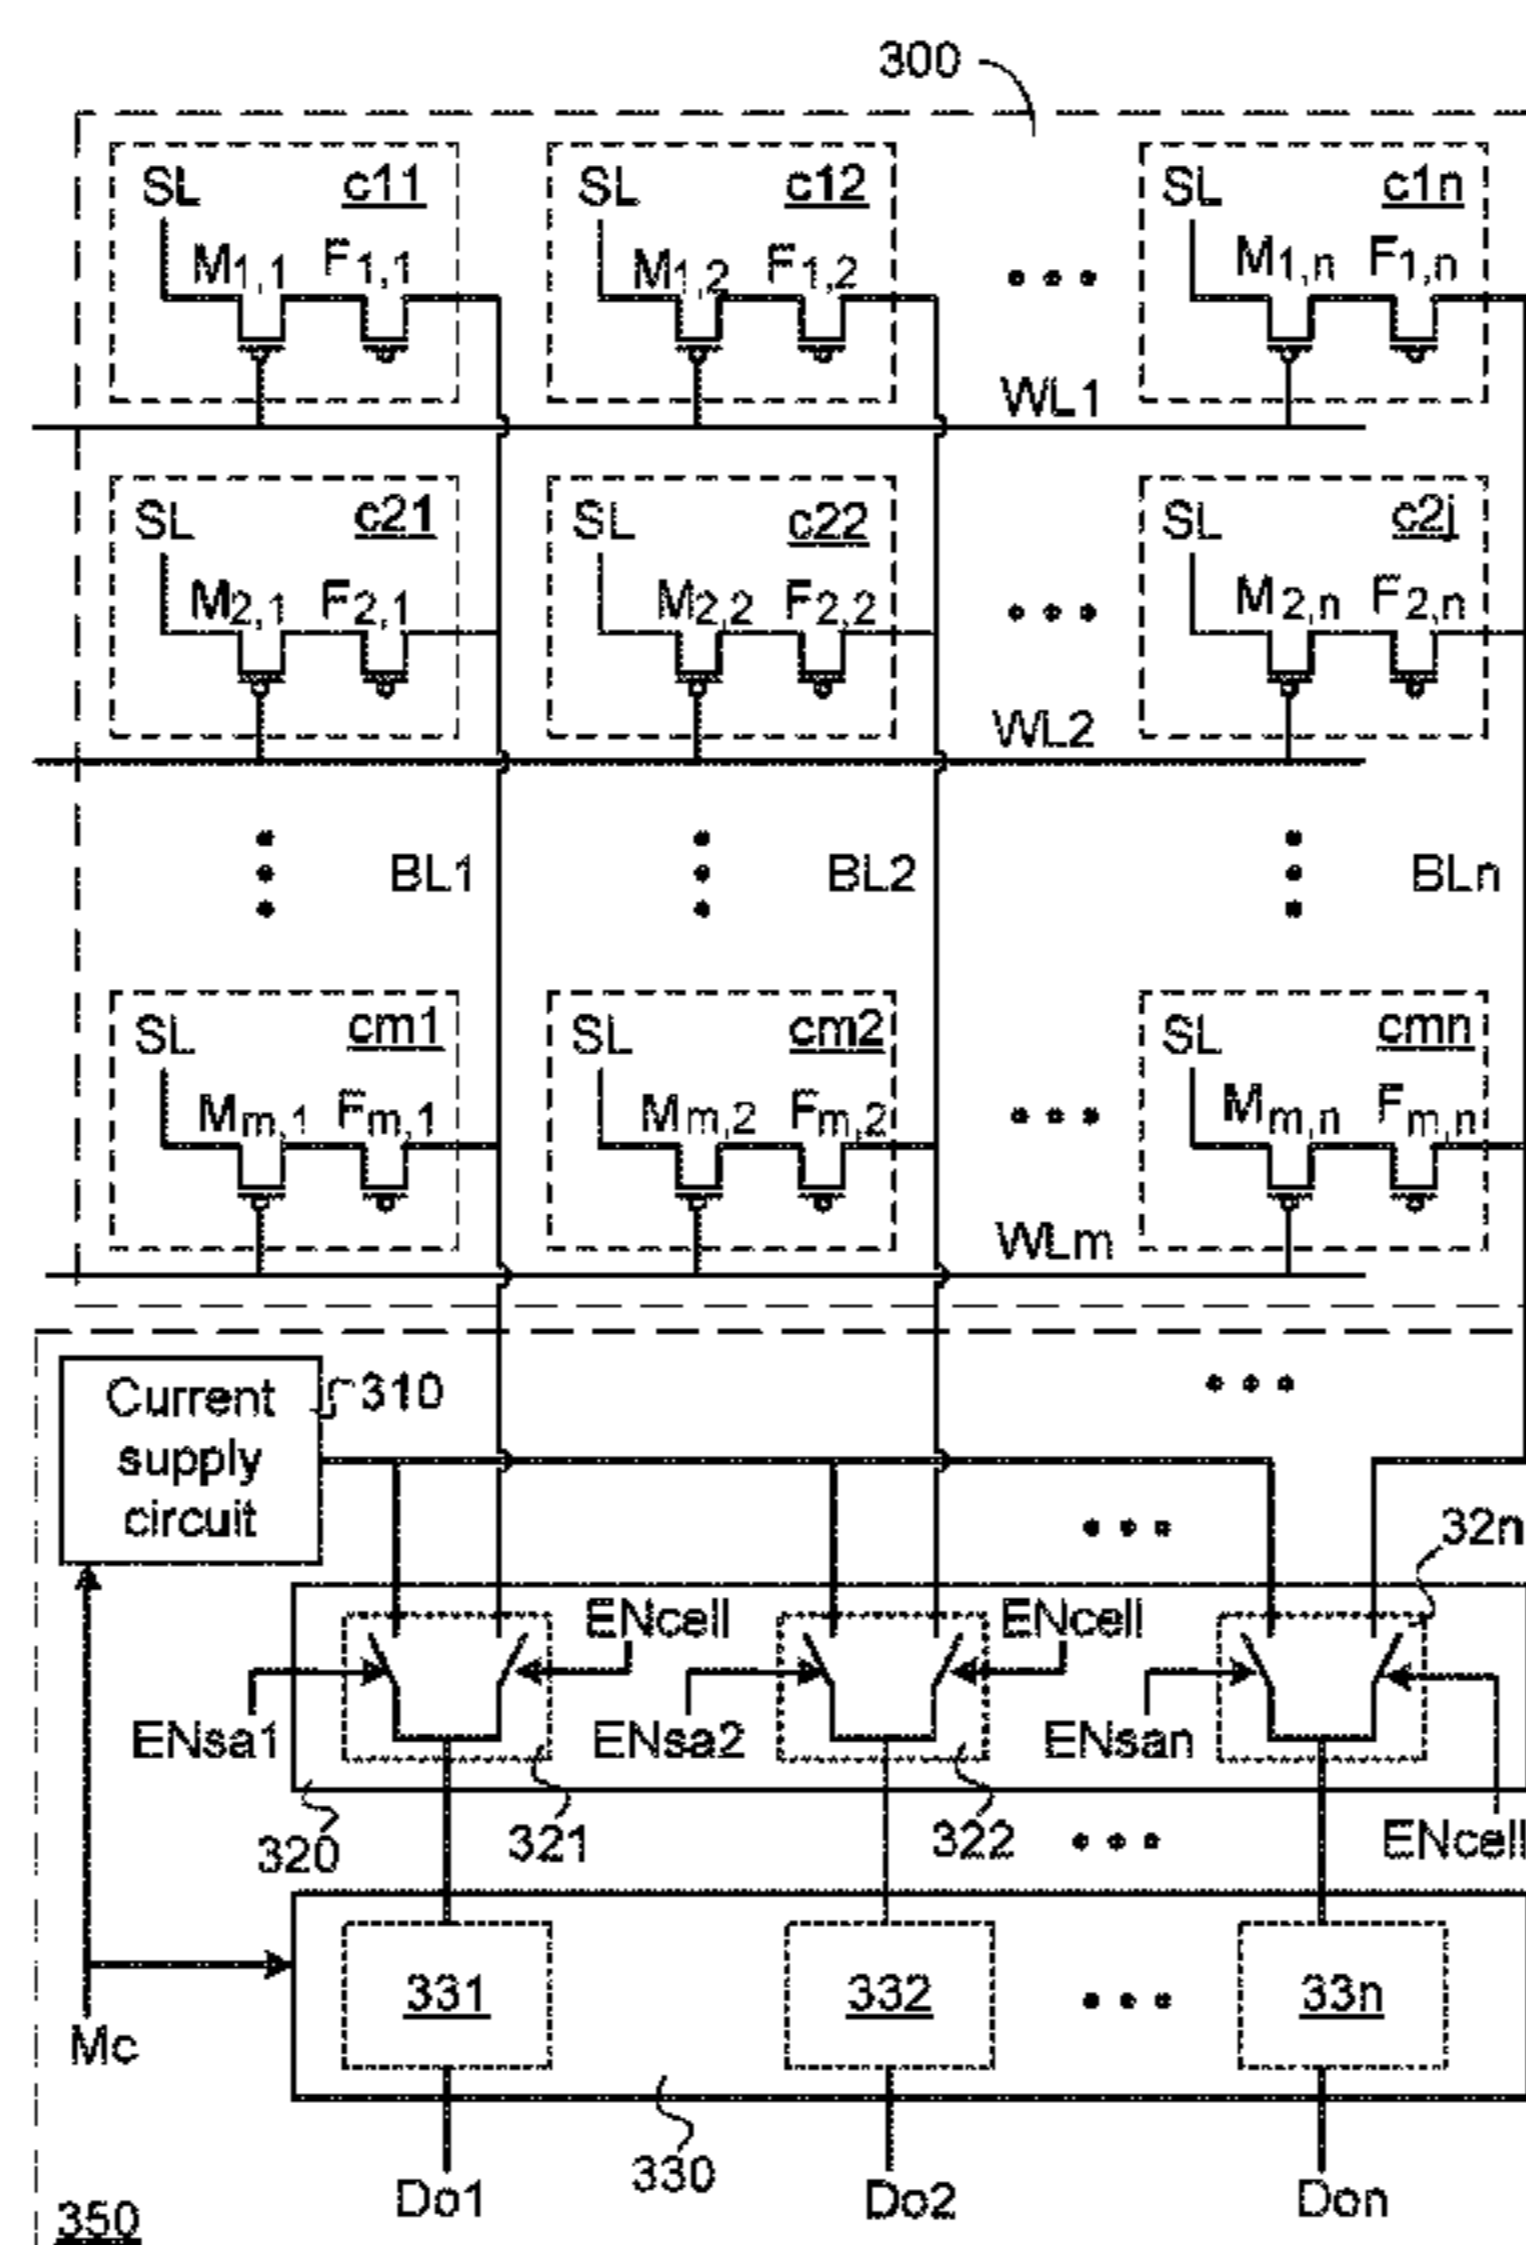 300
SL c11 SL c12 SL c1n
M1,1 F1,1 M1,2 F1,2 M1,n F1,n
WL1
SL c21 SL c22 SL c2j
M2,1 F2,1 M2,2 F2,2 M2,n F2,n
WL2
BL1 BL2 BLn
SL cm1 SL cm2 SL cmn
Mm,1 Fm,1 Mm,2 Fm,2 Mm,n Fm,n
WLm
Current
supply
circuit
310
32n
ENcell ENcell
ENsa1 ENsa2 ENsan
320 321 322 ENcell
331 332 33n
Mc
330
Do1 Do2 Don
350